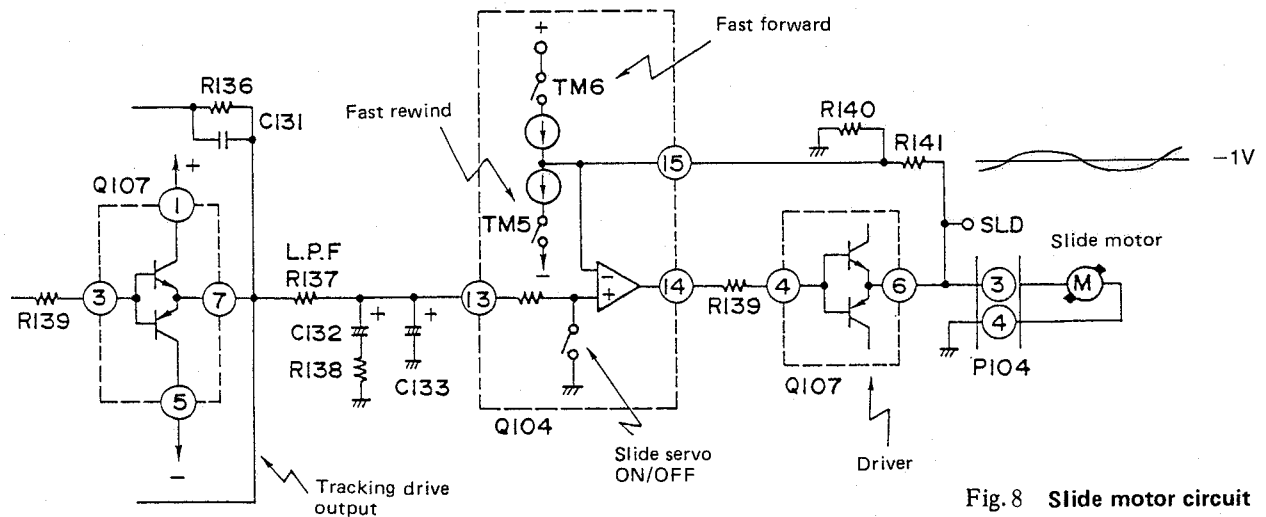 +
Fast forward
TM6
R136
C131
Fast rewind
R140
R141
15
−1V
+
Q107
1
TM5
SLD
L.P.F
R137
Slide motor
−
−
+
3
7
13
14
4
6
3
M
R139
+
+
R139
C132
R138
C133
4
P104
5
Q104
Q107
−
Slide servo
ON/OFF
Driver
Tracking drive
output
Fig. 8 Slide motor circuit